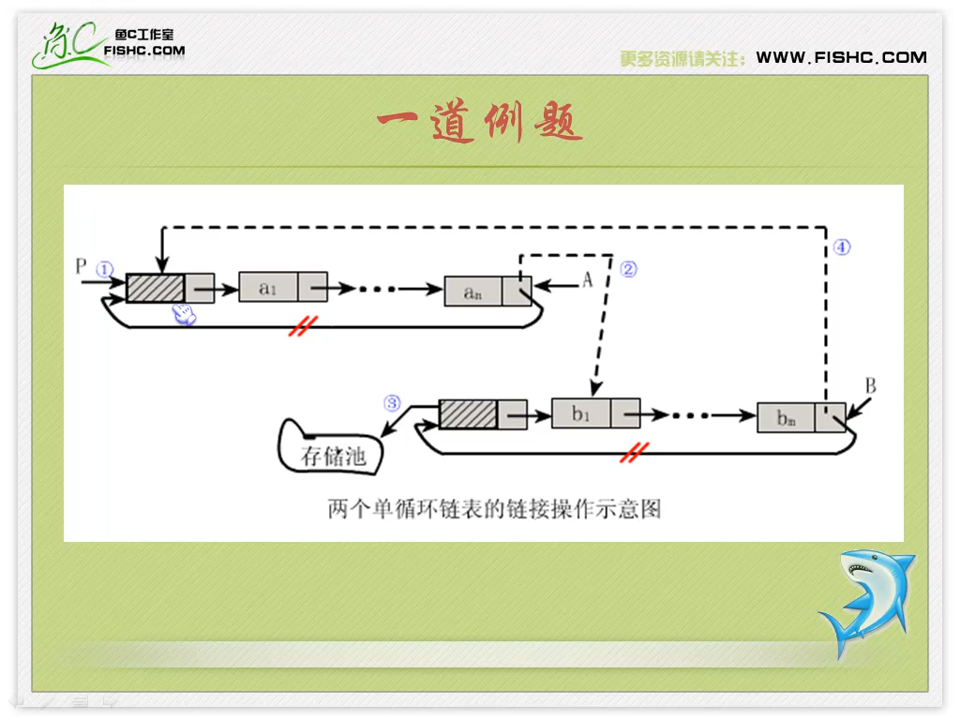 鱼C工作室
FISHC.COM
更多资源请关注： WWW.FISHC.COM
一道例题
P ① ② A ④
a1 an
B
③ b1 bm
存储池
两个单循环链表的链接操作示意图